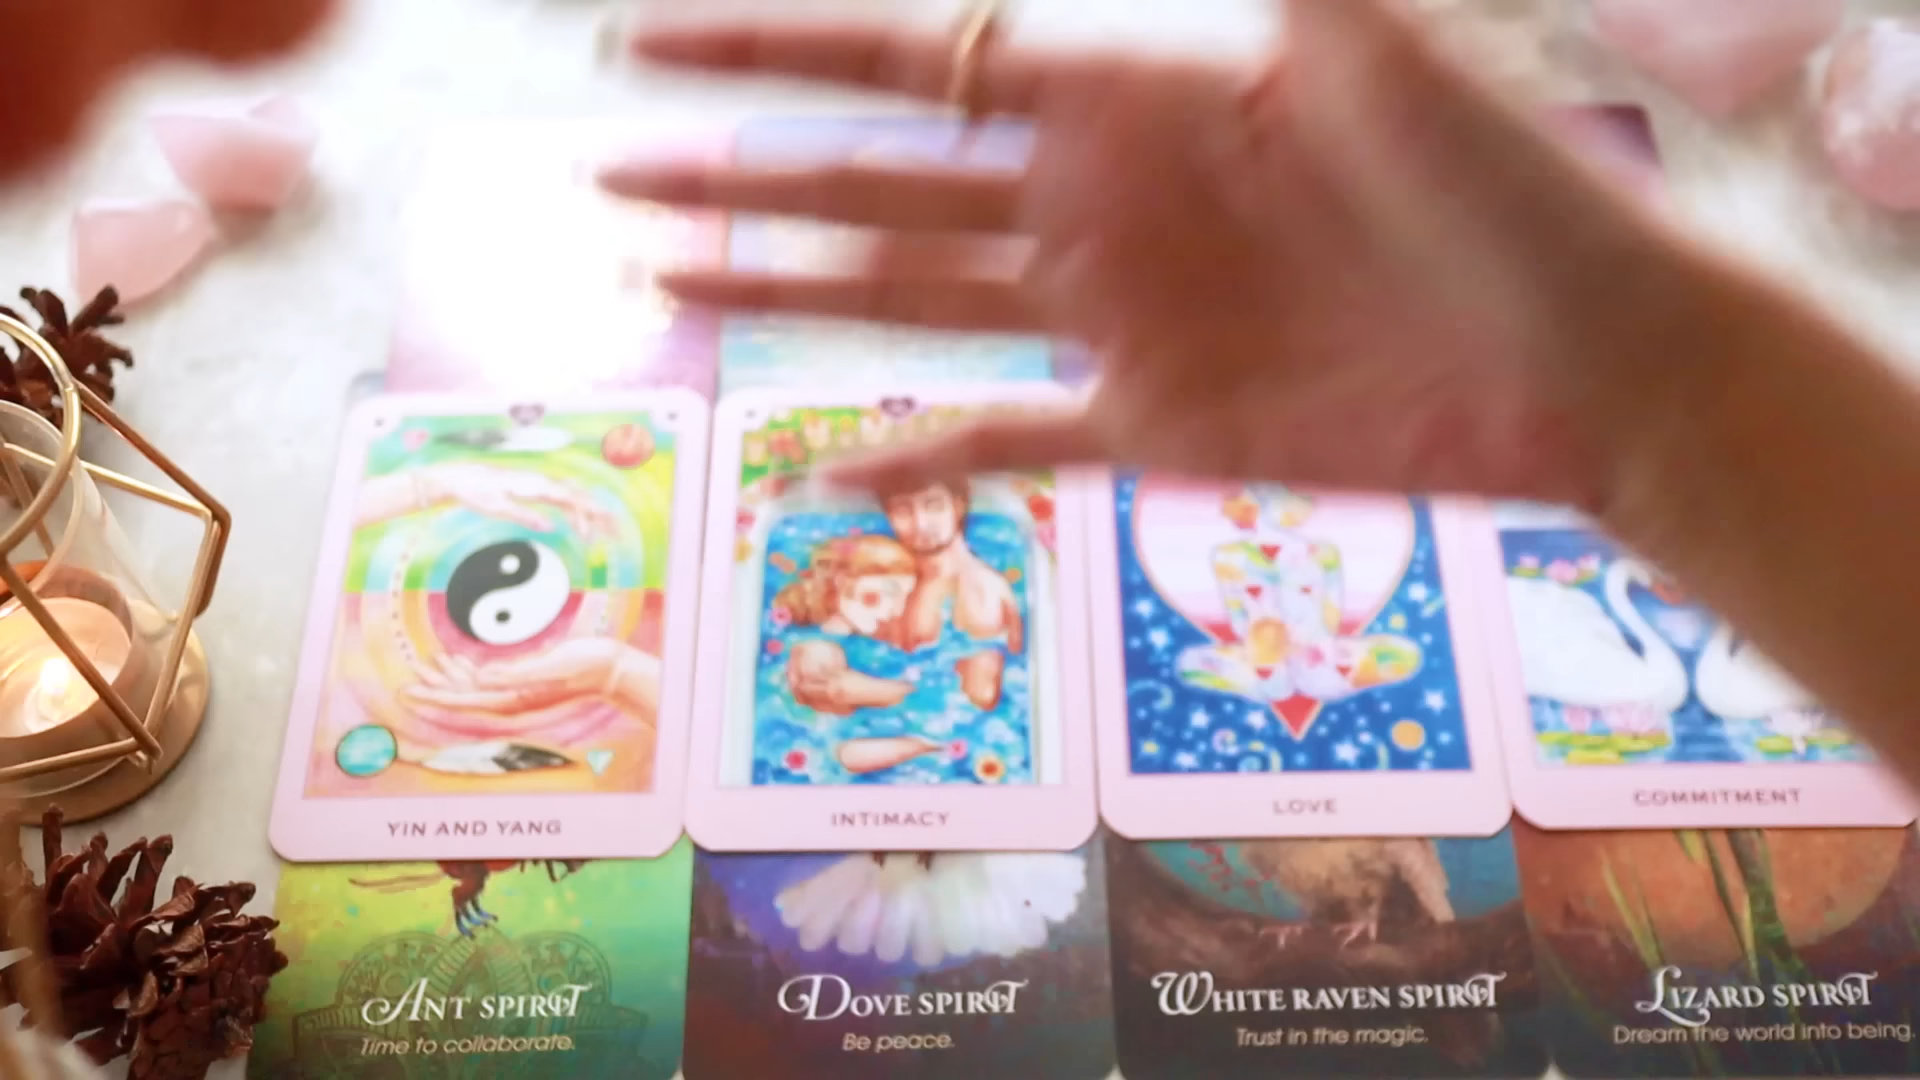 YIN AND YANG
INTIMACY
LOVE
COMMITMENT
ANT SPIRIT
Time to collaborate.
DOVE SPIRIT
Be peace.
WHITE RAVEN SPIRIT
Trust in the magic.
LIZARD SPIRIT
Dream the world into being.